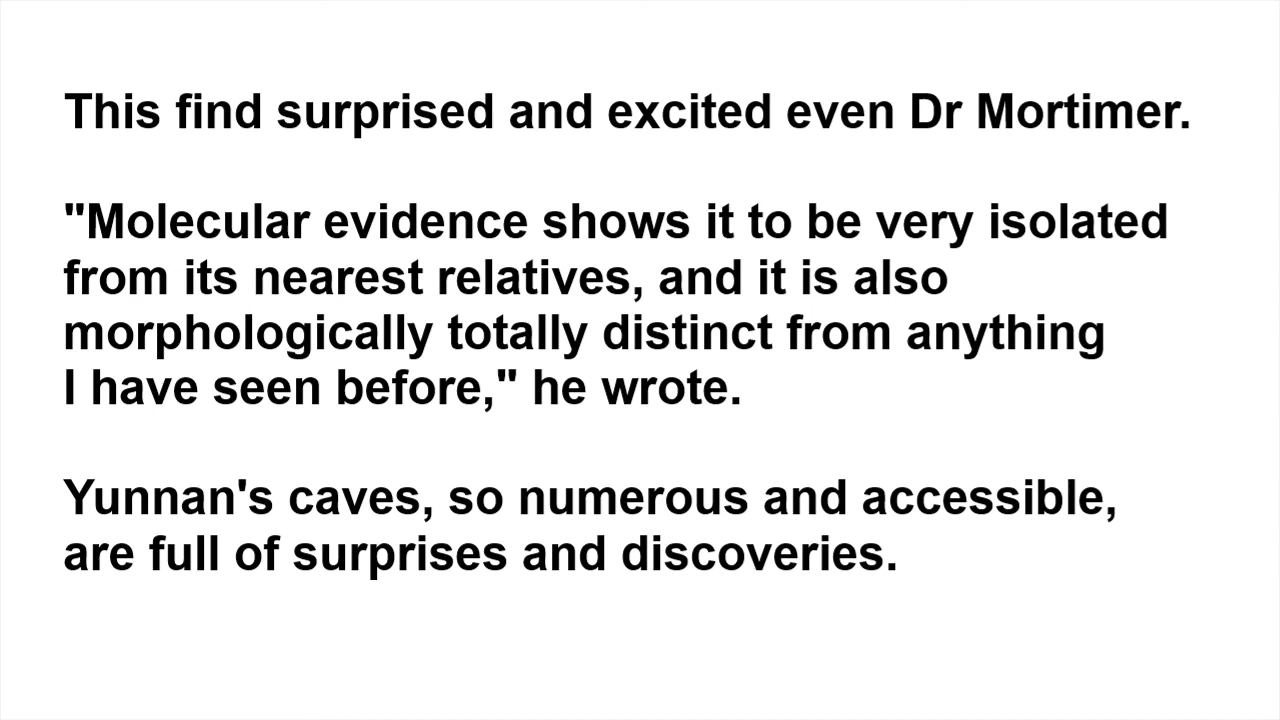 This find surprised and excited even Dr Mortimer.
"Molecular evidence shows it to be very isolated
from its nearest relatives, and it is also
morphologically totally distinct from anything
I have seen before," he wrote.
Yunnan's caves, so numerous and accessible,
are full of surprises and discoveries.